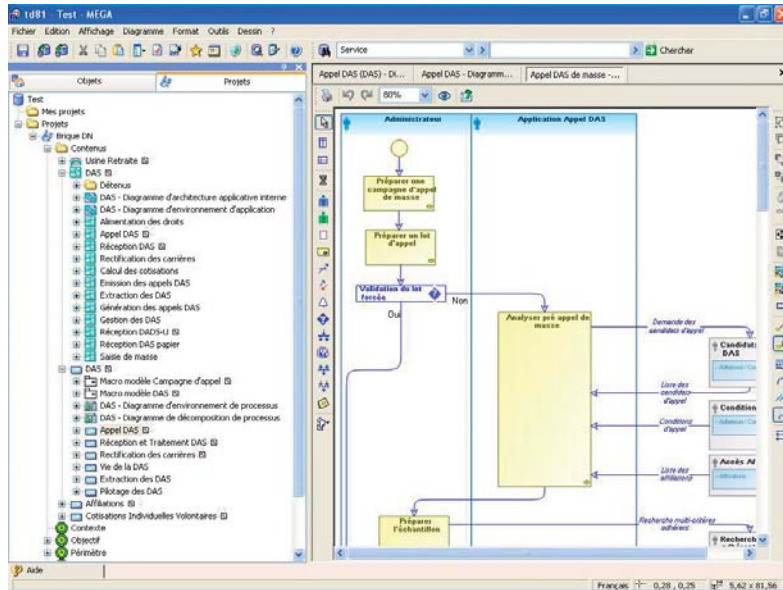 td81 - Test - MEGA
Fichier Edition Affichage Diagramme Format Outils Dessin ?
Service
Chercher
Objets
Projets
Appel DAS (DAS) - Di...
Appel DAS - Diagramm...
Appel DAS de masse -...
80%
Test
Mes projets
Projets
Brique DN
Contenus
Usine Retraite
DAS
Détenus
DAS - Diagramme d'architecture applicative interne
DAS - Diagramme d'environnement d'application
Alimentation des droits
Appel DAS
Réception DAS
Rectification des carrières
Calcul des cotisations
Emission des appels DAS
Extraction des DAS
Génération des appels DAS
Gestion des DAS
Réception DADS-U
Réception DAS papier
Saisie de masse
DAS
Macro modèle Campagne d'appel
Macro modèle DAS
DAS - Diagramme d'environnement de processus
DAS - Diagramme de décomposition de processus
Appel DAS
Réception et Traitement DAS
Rectification des carrières
Vie de la DAS
Extraction des DAS
Pilotage des DAS
Affiliations
Cotisations Individuelles Volontaires
Contexte
Objectif
Périmètre
Administrateur
Application Appel DAS
Préparer une
campagne d'appel
de masse
Préparer un lot
d'appel
Validation du lot
forcée
Oui
Non
Analyser pré appel de
masse
Demande des
candidats d'appel
Candidats
DAS
Liste des
candidats
d'appel
Conditions
d'appel
Condition
Liste des
affiliations
Accès Af
Préparer
l'échantillon
Recherche multi-critères
adhérent
Recherch
Aide
Français
0,28 , 0,25
5,62 x 81,56